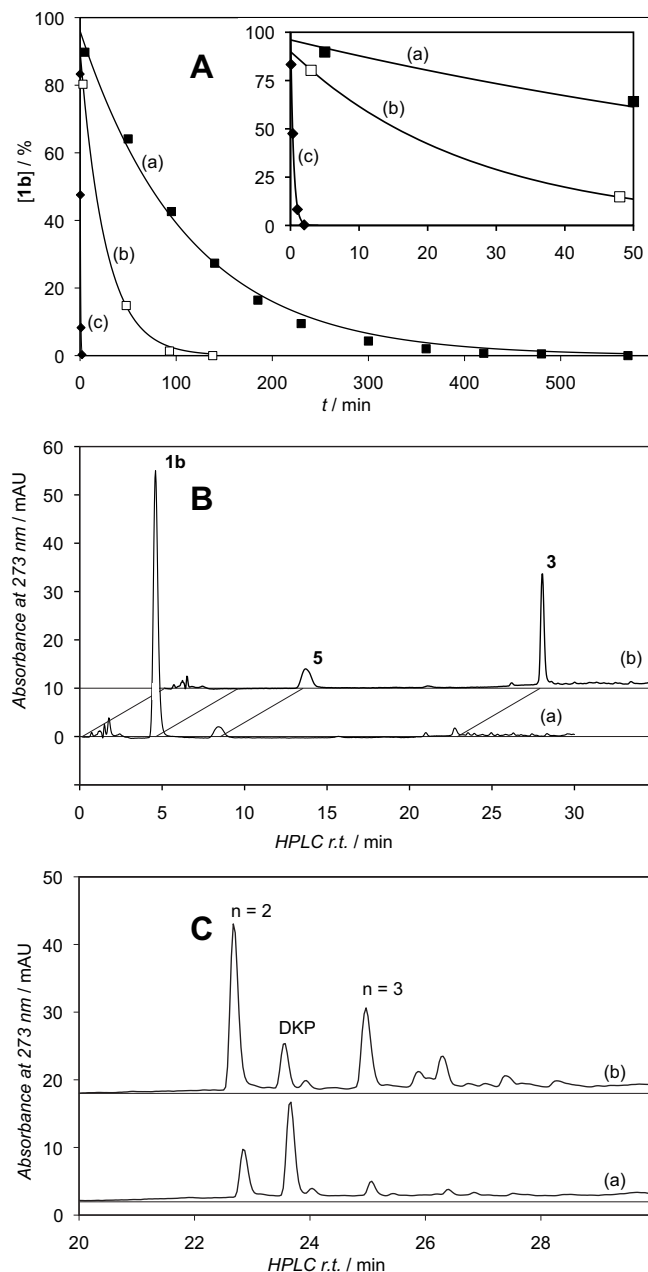 A
[1b] / %
100
80
60
40
20
0
0 100 200 300 400 500
t / min
(a)
(b)
(c)
100
75
50
25
0
0 10 20 30 40 50
(a)
(b)
(c)
B
Absorbance at 273 nm / mAU
60
50
40
30
20
10
0
1b
5
3
(b)
(a)
0 5 10 15 20 25 30
HPLC r.t. / min
C
Absorbance at 273 nm / mAU
50
40
30
20
10
0
n = 2
DKP
n = 3
(b)
(a)
20 22 24 26 28
HPLC r.t. / min